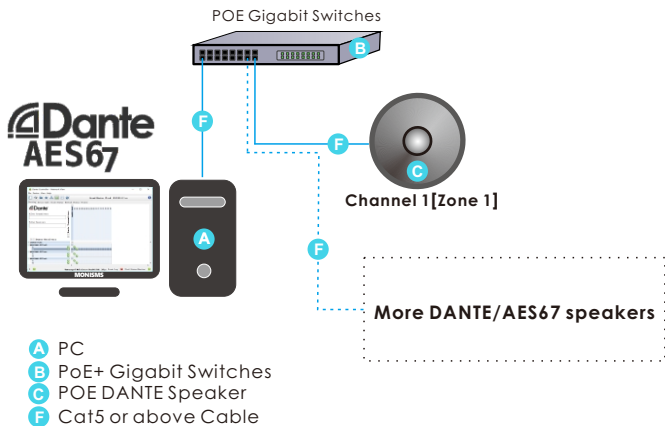 POE Gigabit Switches
B
F
F
Dante
AES67
C
Channel 1[Zone 1]
Dante
A
F
MONISMS
More DANTE/AES67 speakers
A PC
B PoE+ Gigabit Switches
C POE DANTE Speaker
F Cat5 or above Cable